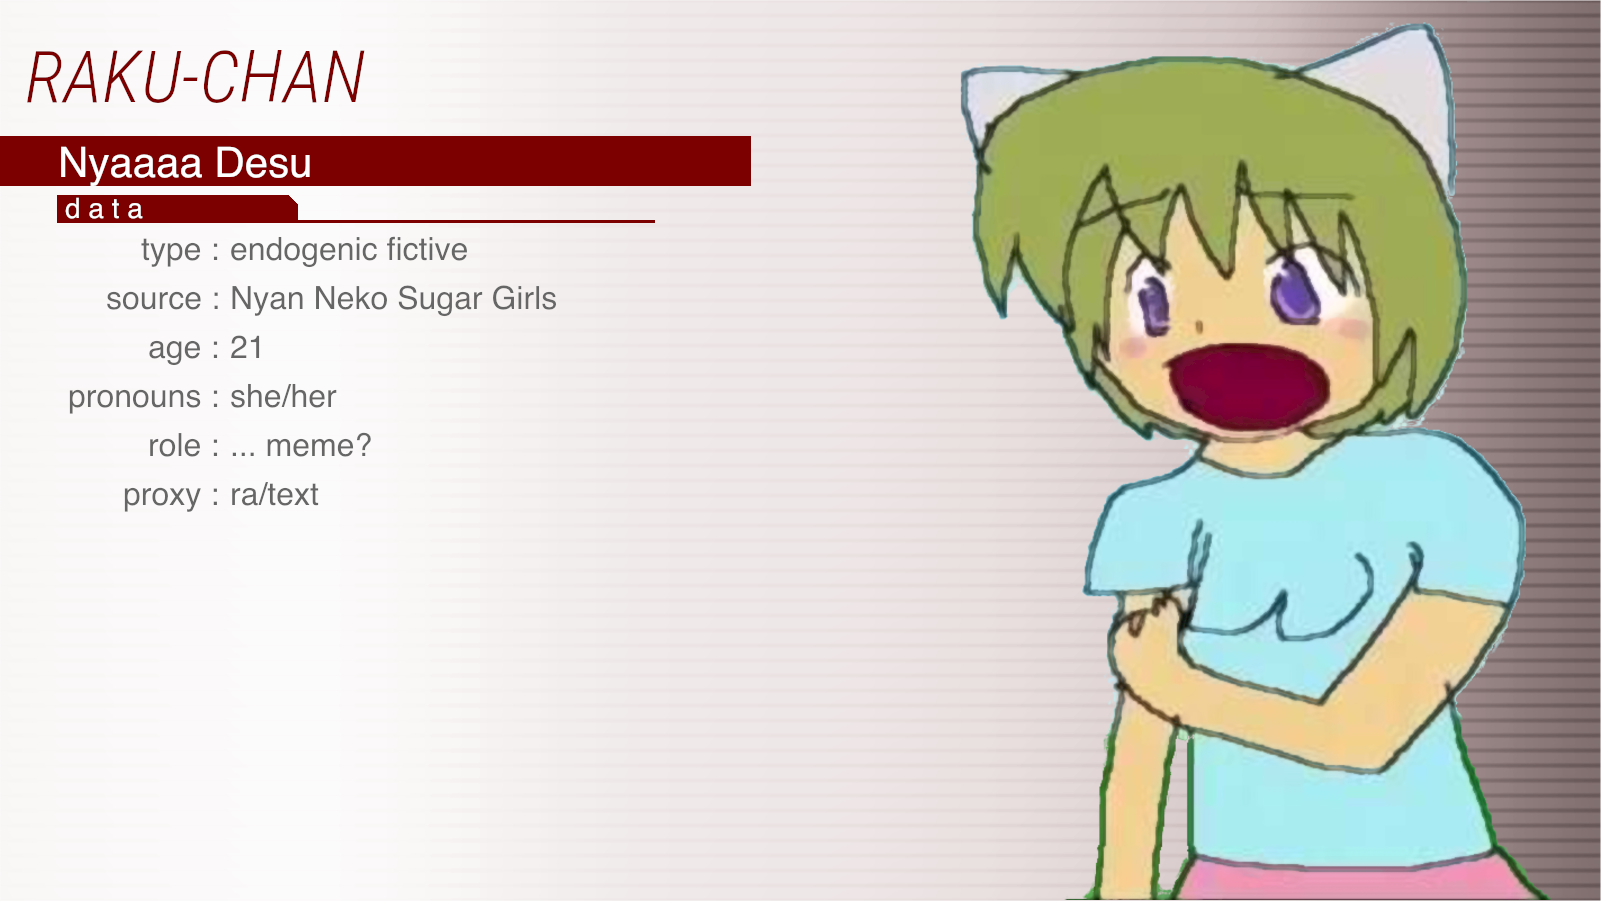 RAKU-CHAN
Nyaaaa Desu
data
type : endogenic fictive
source : Nyan Neko Sugar Girls
age : 21
pronouns : she/her
role : ... meme?
proxy : ra/text